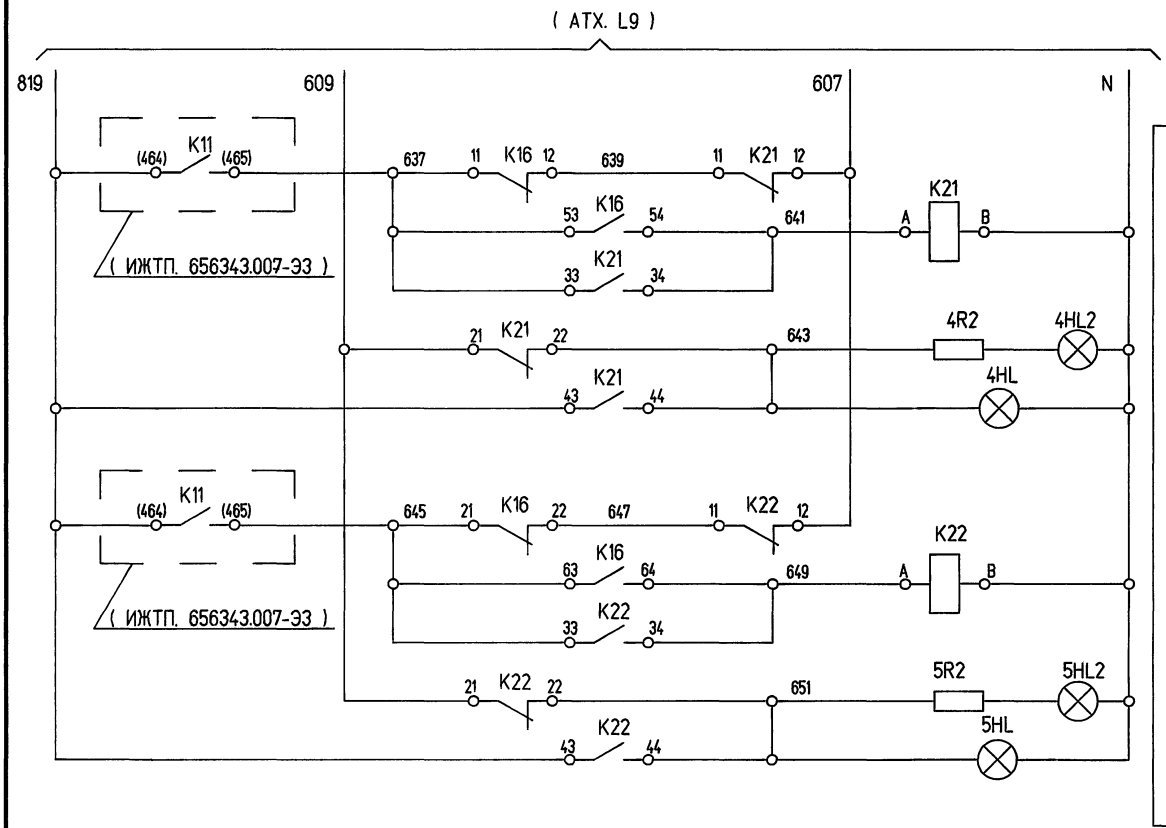 ( АТХ. L9 )
819 609 607 N
(464) K11 (465) 637 11 K16 12 639 11 K21 12
53 K16 54 641 A K21 B
( ИЖТП. 656343.007-ЭЗ ) 33 K21 34
21 K21 22 643 4R2 4HL2
43 K21 44 4HL
(464) K11 (465) 645 21 K16 22 647 11 K22 12
63 K16 64 649 A K22 B
( ИЖТП. 656343.007-ЭЗ ) 33 K22 34
21 K22 22 651 5R2 5HL2
43 K22 44 5HL